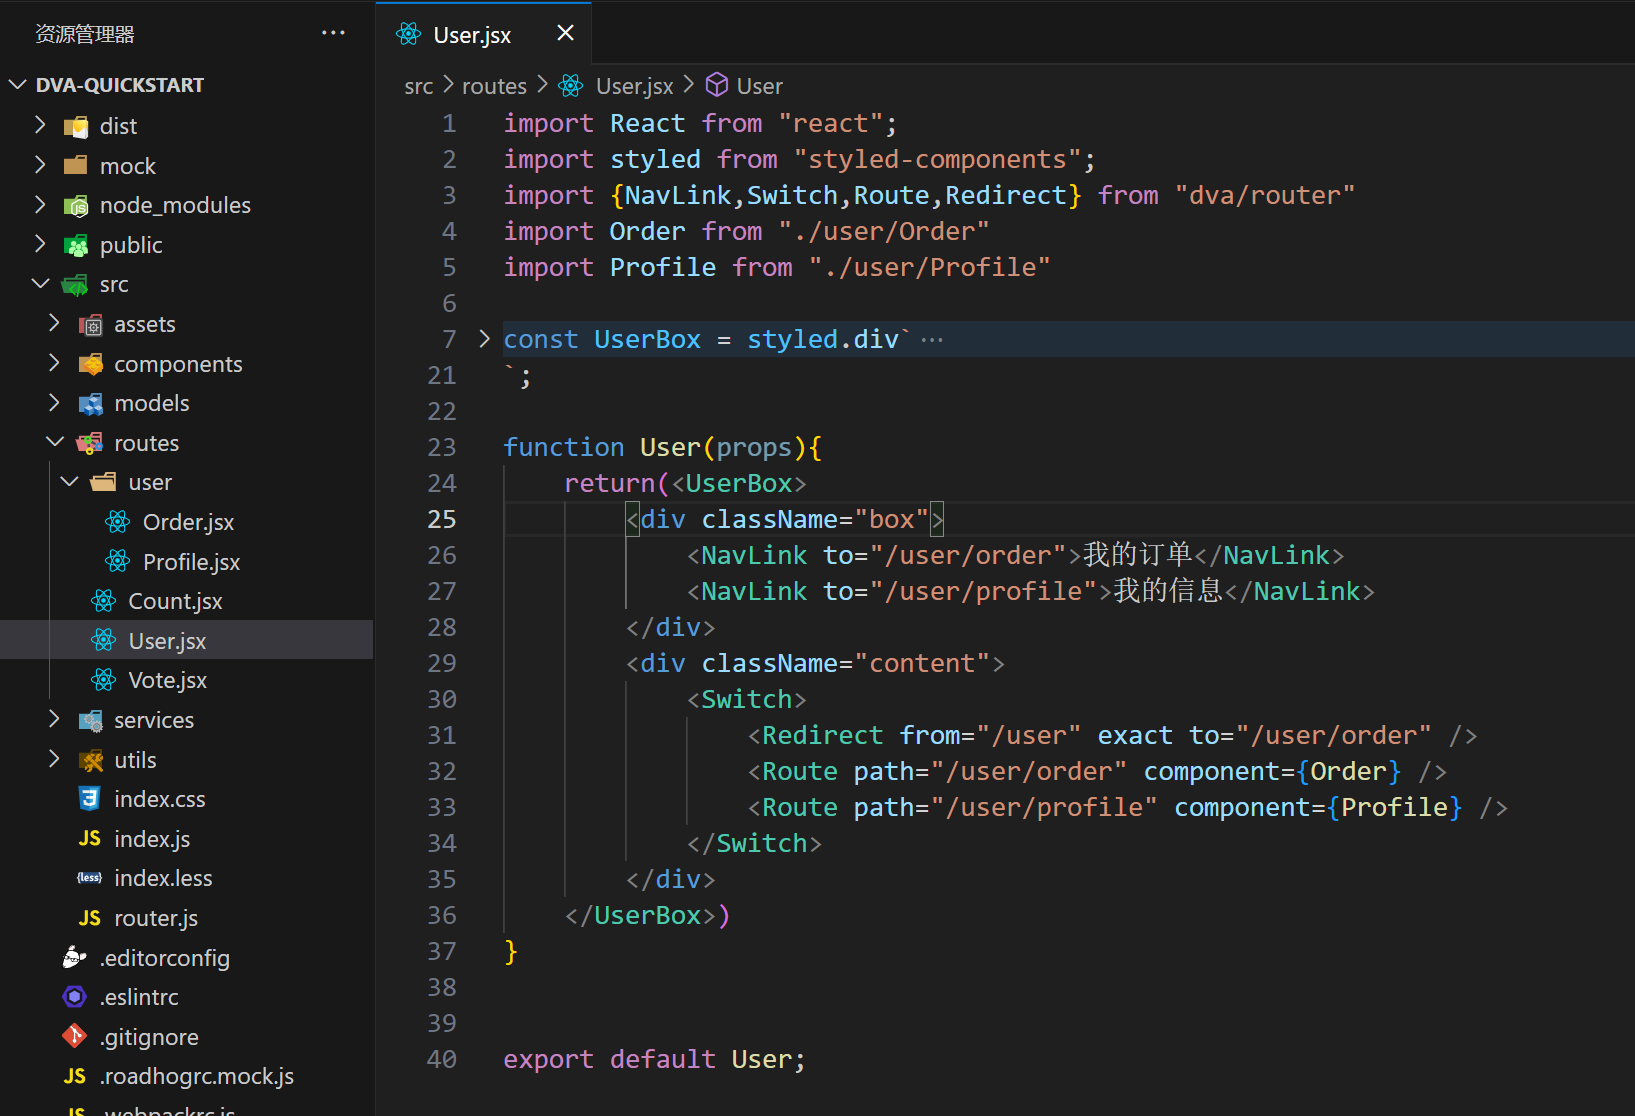 资源管理器 ···
DVA-QUICKSTART
dist
mock
node_modules
public
src
assets
components
models
routes
user
Order.jsx
Profile.jsx
Count.jsx
User.jsx
Vote.jsx
services
utils
index.css
JS index.js
{less} index.less
JS router.js
.editorconfig
.eslintrc
.gitignore
JS .roadhogrc.mock.js
JS .webpackrc.js
User.jsx
src > routes > User.jsx > User
1 import React from "react";
2 import styled from "styled-components";
3 import {NavLink,Switch,Route,Redirect} from "dva/router"
4 import Order from "./user/Order"
5 import Profile from "./user/Profile"
6
7 const UserBox = styled.div` ···
21 `;
22
23 function User(props){
24 return(<UserBox>
25 <div className="box">
26 <NavLink to="/user/order">我的订单</NavLink>
27 <NavLink to="/user/profile">我的信息</NavLink>
28 </div>
29 <div className="content">
30 <Switch>
31 <Redirect from="/user" exact to="/user/order" />
32 <Route path="/user/order" component={Order} />
33 <Route path="/user/profile" component={Profile} />
34 </Switch>
35 </div>
36 </UserBox>)
37 }
38
39
40 export default User;